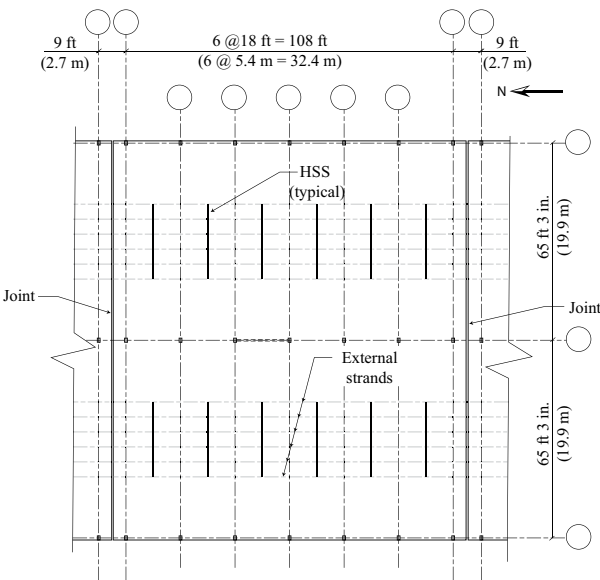 9 ft
(2.7 m)
6 @18 ft = 108 ft
(6 @ 5.4 m = 32.4 m)
9 ft
(2.7 m)
N
HSS
(typical)
65 ft 3 in.
(19.9 m)
Joint
Joint
External
strands
65 ft 3 in.
(19.9 m)